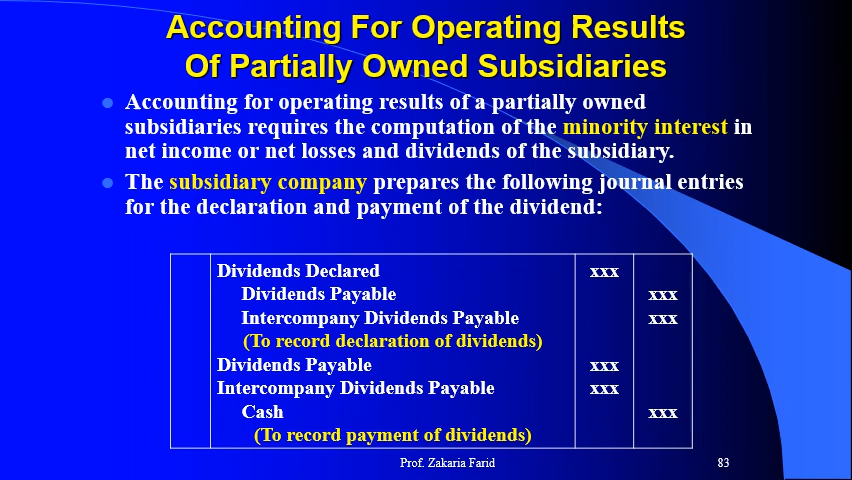 Accounting For Operating Results
Of Partially Owned Subsidiaries
Accounting for operating results of a partially owned
subsidiaries requires the computation of the minority interest in
net income or net losses and dividends of the subsidiary.
The subsidiary company prepares the following journal entries
for the declaration and payment of the dividend:
Dividends Declared xxx
Dividends Payable xxx
Intercompany Dividends Payable xxx
(To record declaration of dividends)
Dividends Payable xxx
Intercompany Dividends Payable xxx
Cash xxx
(To record payment of dividends)
Prof. Zakaria Farid 83